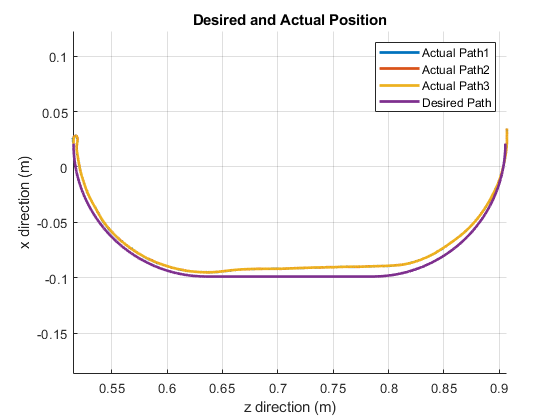 Desired and Actual Position
Actual Path1
Actual Path2
Actual Path3
Desired Path
x direction (m)
0.1
0.05
0
-0.05
-0.1
-0.15
0.55
0.6
0.65
0.7
0.75
0.8
0.85
0.9
z direction (m)